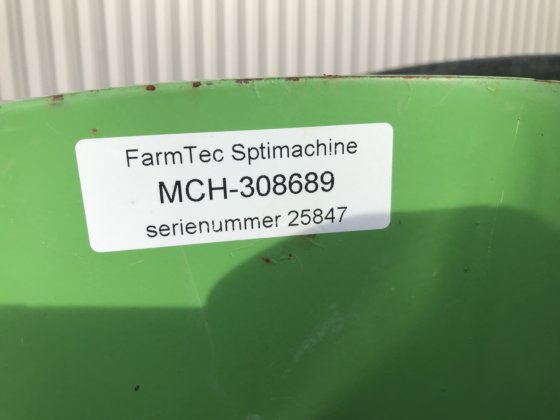 FarmTec Sptimachine
MCH-308689
serienummer 25847